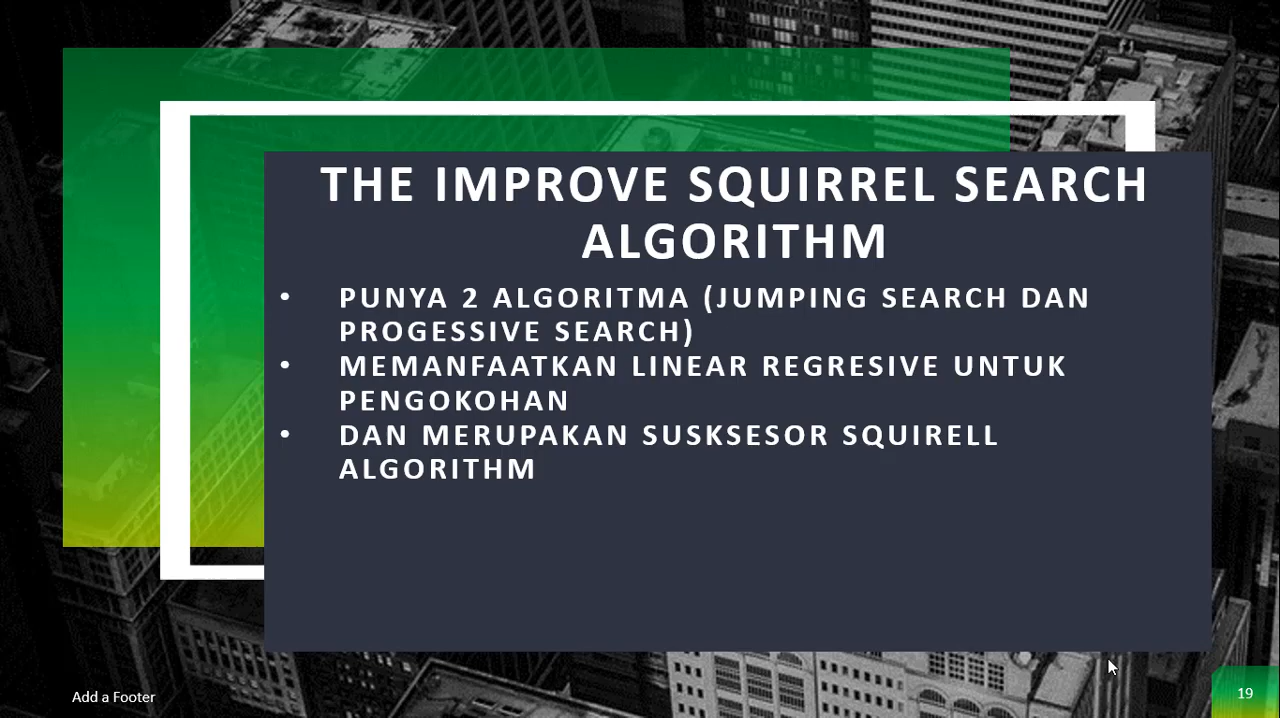 THE IMPROVE SQUIRREL SEARCH
ALGORITHM
• PUNYA 2 ALGORITMA (JUMPING SEARCH DAN
PROGESSIVE SEARCH)
• MEMANFAATKAN LINEAR REGRESIVE UNTUK
PENGOKOHAN
• DAN MERUPAKAN SUSKSESOR SQUIRELL
ALGORITHM
Add a Footer
19